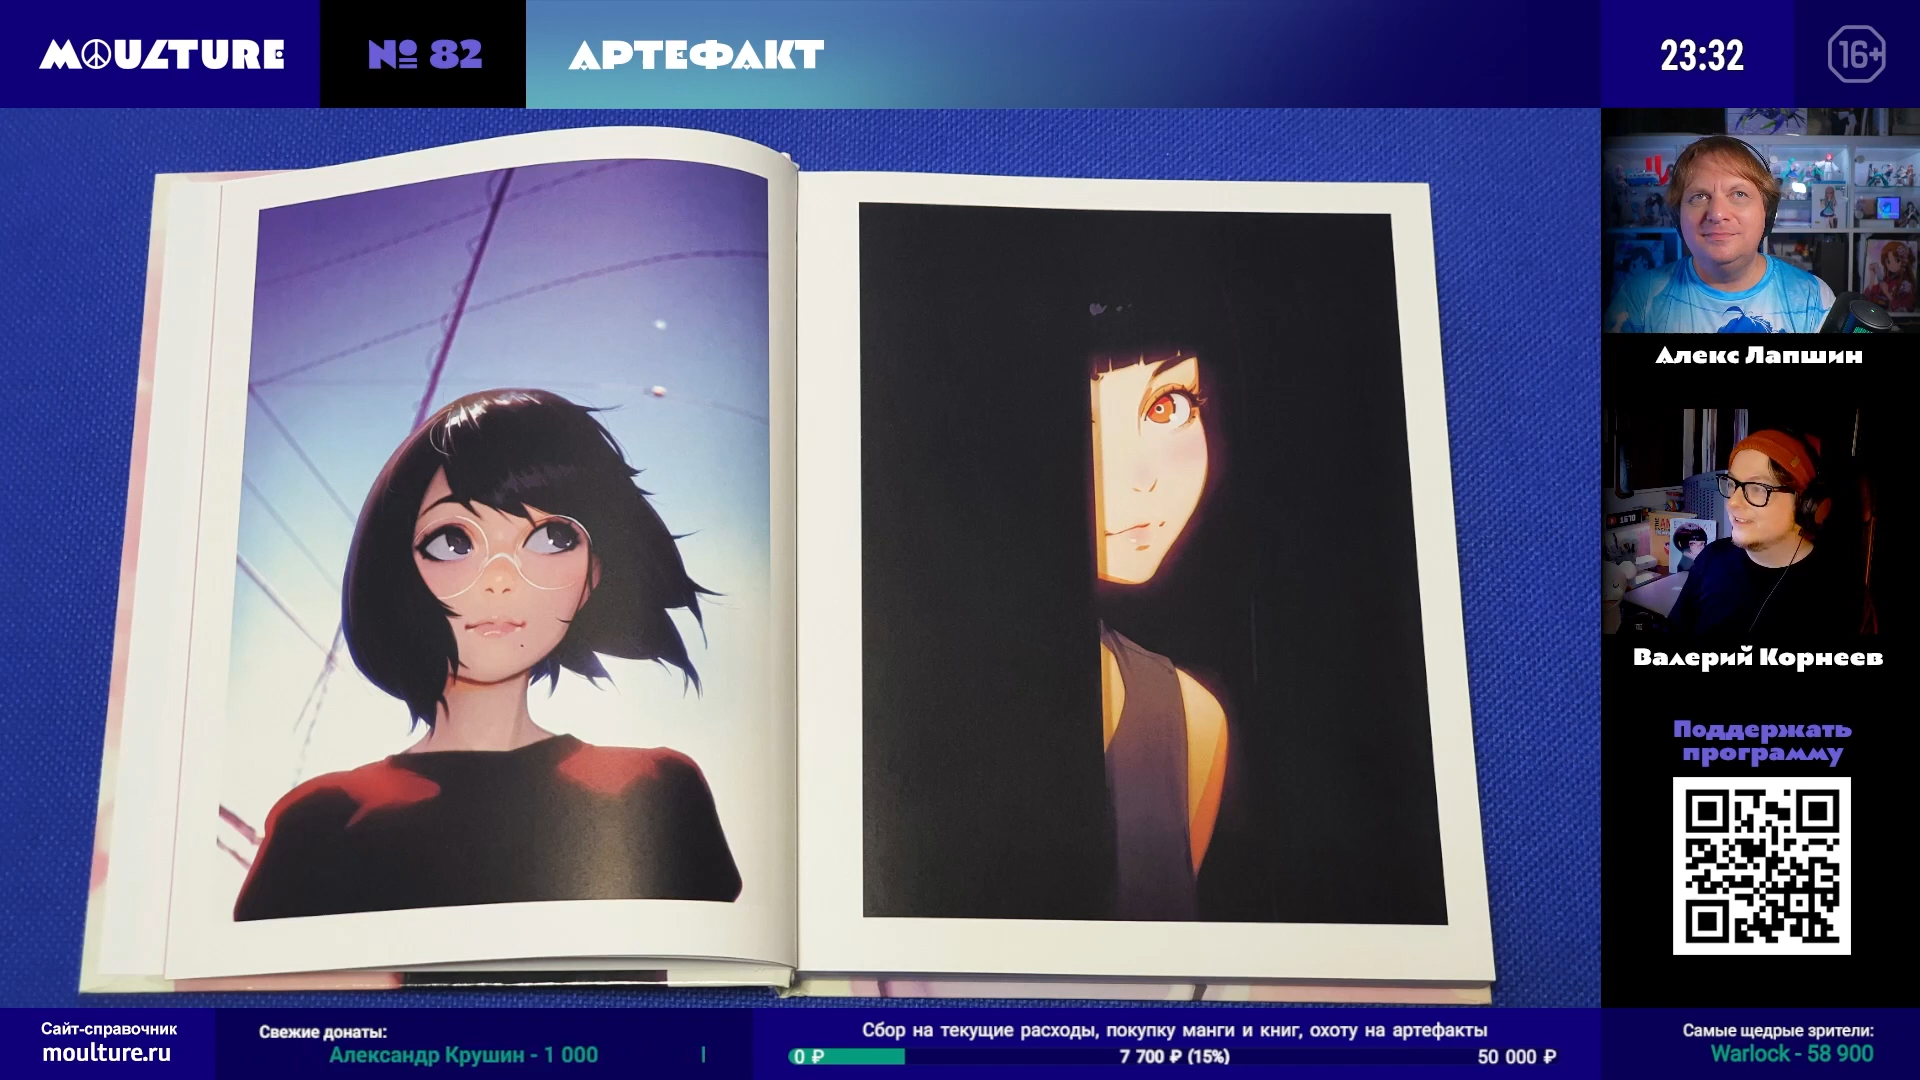 MOULTURE
№ 82
АРТЕФАКТ
23:32
16+
Алекс Лапшин
Валерий Корнеев
Поддержать
программу
Сайт-справочник
moulture.ru
Свежие донаты:
Александр Крушин - 1 000
Сбор на текущие расходы, покупку манги и книг, охоту на артефакты
0 ₽
7 700 ₽ (15%)
50 000 ₽
Самые щедрые зрители:
Warlock - 58 900